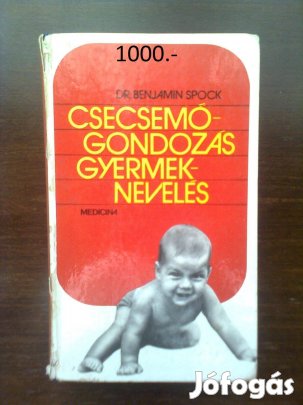 1000.-
DR. BENJAMIN SPOCK
CSECSEMŐ-
GONDOZÁS
GYERMEK-
NEVELÉS
MEDICINA
Jófogás